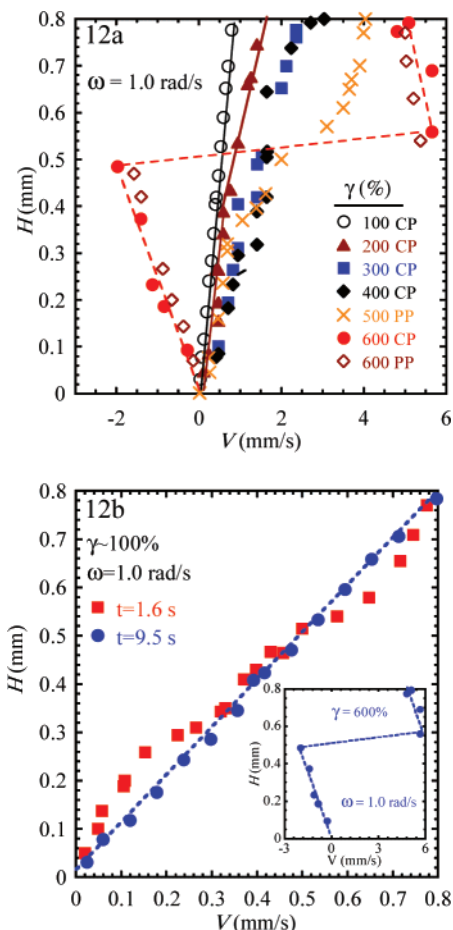 12a
ω = 1.0 rad/s
H(mm)
0.8
0.7
0.6
0.5
0.4
0.3
0.2
0.1
0
γ (%)
100 CP
200 CP
300 CP
400 CP
500 PP
600 CP
600 PP
-2 0 2 4 6
V (mm/s)
12b
γ~100%
ω=1.0 rad/s
t=1.6 s
t=9.5 s
H(mm)
0.8
0.7
0.6
0.5
0.4
0.3
0.2
0.1
0
H(mm)
0.8
0.6
0.4
0.2
0
γ = 600%
ω = 1.0 rad/s
-3 0 3 6
V (mm/s)
0 0.1 0.2 0.3 0.4 0.5 0.6 0.7 0.8
V(mm/s)